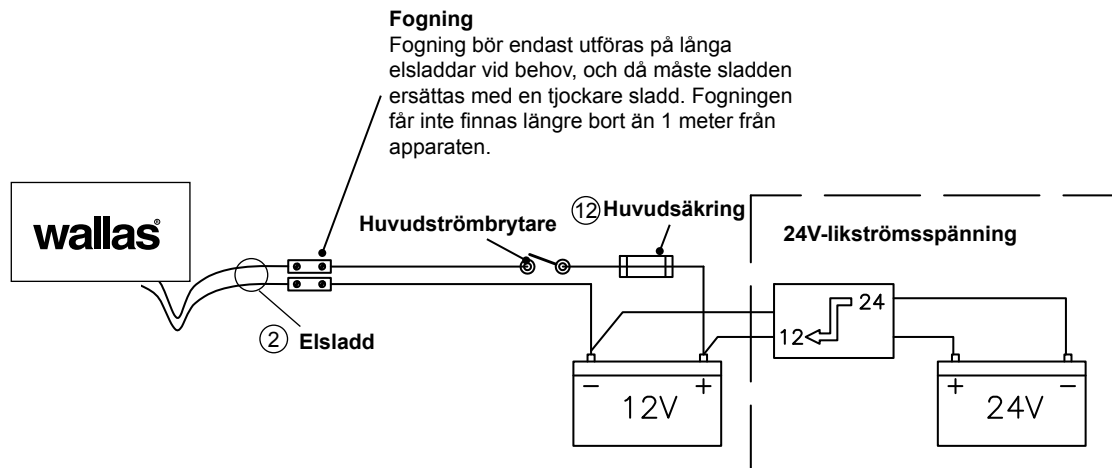 Fogning
Fogning bör endast utföras på långa
elsladdar vid behov, och då måste sladden
ersättas med en tjockare sladd. Fogningen
får inte finnas längre bort än 1 meter från
apparaten.
wallas®
Huvudströmbrytare
12 Huvudsäkring
24V-likströmsspänning
2 Elsladd
24
12
− +
12V
+ −
24V